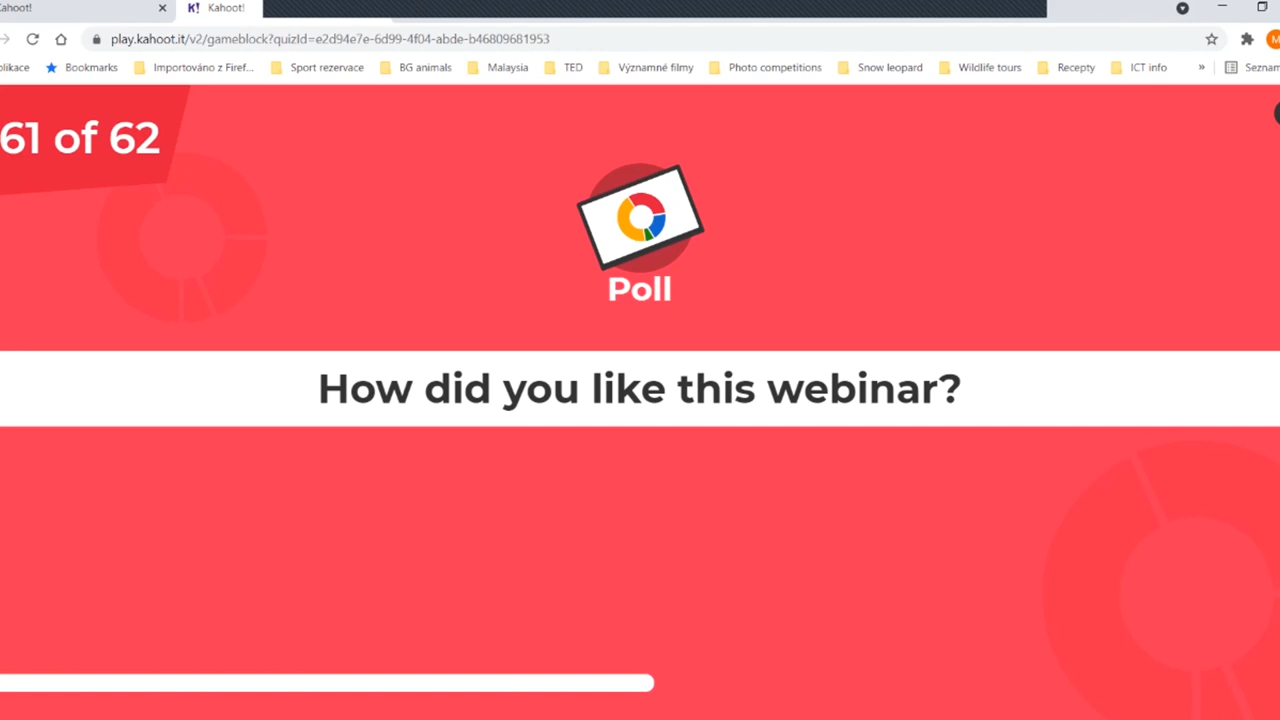 Kahoot!
K! Kahoot!
play.kahoot.it/v2/gameblock?quizId=e2d94e7e-6d99-4f04-abde-b46809681953
plikace
Bookmarks
Importováno z Firef...
Sport rezervace
BG animals
Malaysia
TED
Významné filmy
Photo competitions
Snow leopard
Wildlife tours
Recepty
ICT info
»
Seznam
61 of 62
Poll
How did you like this webinar?